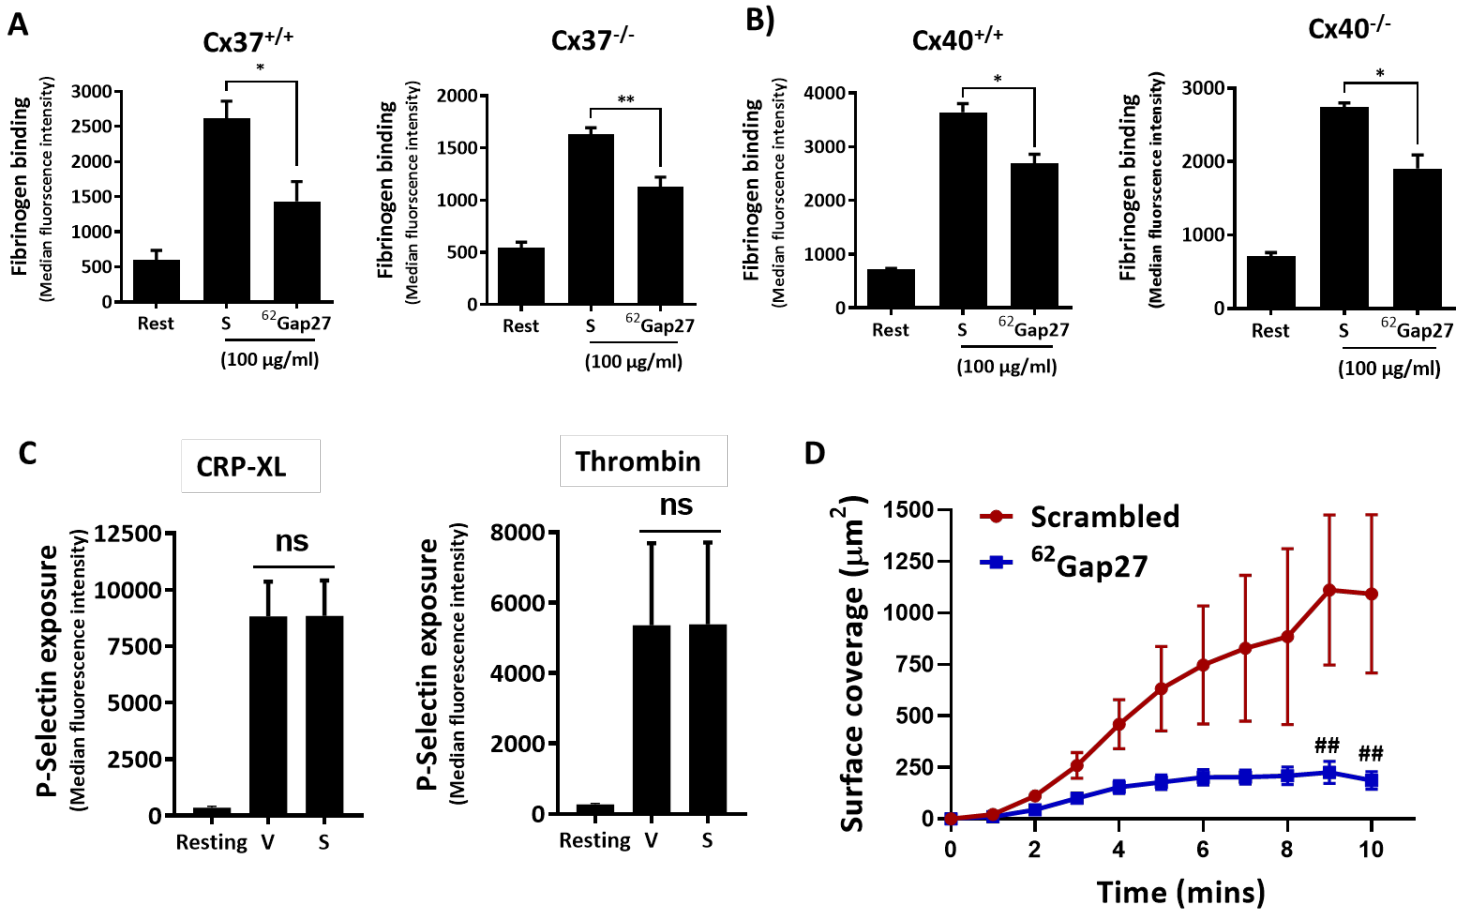 A
Cx37+/+
Fibrinogen binding
(Median fluorescence intensity)
3000
2500
2000
1500
1000
500
0
*
Rest
S
62Gap27
(100 µg/ml)
Cx37-/-
Fibrinogen binding
(Median fluorscence intensity)
2000
1500
1000
500
0
**
Rest
S
62Gap27
(100 µg/ml)
B)
Cx40+/+
Fibrinogen binding
(Median fluorscence intensity)
4000
3000
2000
1000
0
*
Rest
S
62Gap27
(100 µg/ml)
Cx40-/-
Fibrinogen binding
(Median fluorscence intensity)
3000
2000
1000
0
*
Rest
S
62Gap27
(100 µg/ml)
C
CRP-XL
P-Selectin exposure
(Median fluorescence intensity)
12500
10000
7500
5000
2500
0
ns
Resting
V
S
Thrombin
P-Selectin exposure
(Median fluorescence intensity)
8000
6000
4000
2000
0
ns
Resting
V
S
D
Surface coverage (µm2)
1500
1250
1000
750
500
250
0
Scrambled
62Gap27
##
##
0 2 4 6 8 10
Time (mins)